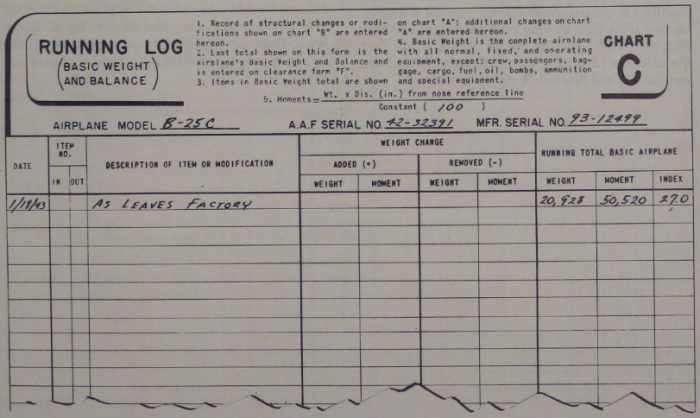 RUNNING LOG
(BASIC WEIGHT
AND BALANCE)
1. Record of structural changes or modi-
fications shown on chart "B" are entered
hereon.
2. Last total shown on this form is the
airplane's Basic Weight and Balance and
is entered on clearance form "F".
3. Items in Basic Weight total are shown
on chart "A"; additional changes on chart
"A" are entered hereon.
4. Basic Weight is the complete airplane
with all normal, fixed, and operating
equipment, except: crew, passengers, bag-
gage, cargo, fuel, oil, bombs, ammunition
and special equipment.
5. Moments = Wt. x Dis. (in.) from nose reference line
Constant ( 100 )
CHART
C
AIRPLANE MODEL B-25C A.A.F SERIAL NO. 42-32391 MFR. SERIAL NO. 93-12499
DATE
ITEM
NO.
IN OUT
DESCRIPTION OF ITEM OR MODIFICATION
WEIGHT CHANGE
ADDED (+) REMOVED (-)
WEIGHT MOMENT WEIGHT MOMENT
RUNNING TOTAL BASIC AIRPLANE
WEIGHT MOMENT INDEX
1/19/43 AS LEAVES FACTORY 20,928 50,520 27.0